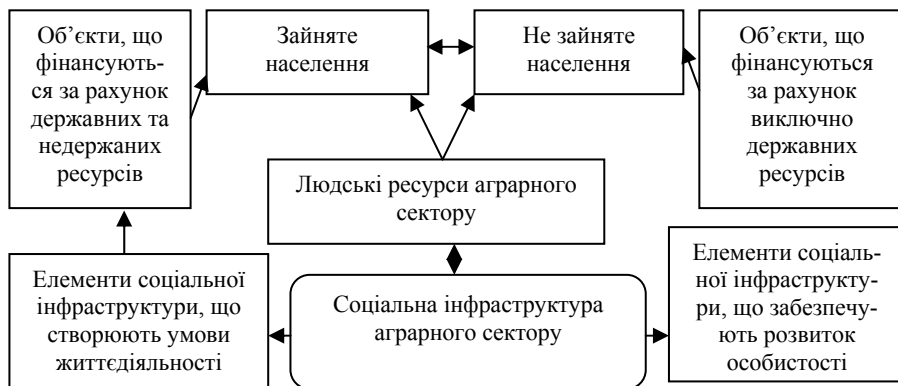 Об’єкти, що
фінансують-
ся за рахунок
державних та
недержаних
ресурсів
Зайняте
населення
Не зайняте
населення
Об’єкти, що
фінансуються
за рахунок
виключно
державних
ресурсів
Людські ресурси аграрного
сектору
Елементи соціальної
інфраструктури, що
створюють умови
життєдіяльності
Соціальна інфраструктура
аграрного сектору
Елементи соціаль-
ної інфраструкту-
ри, що забезпечу-
ють розвиток
особистості